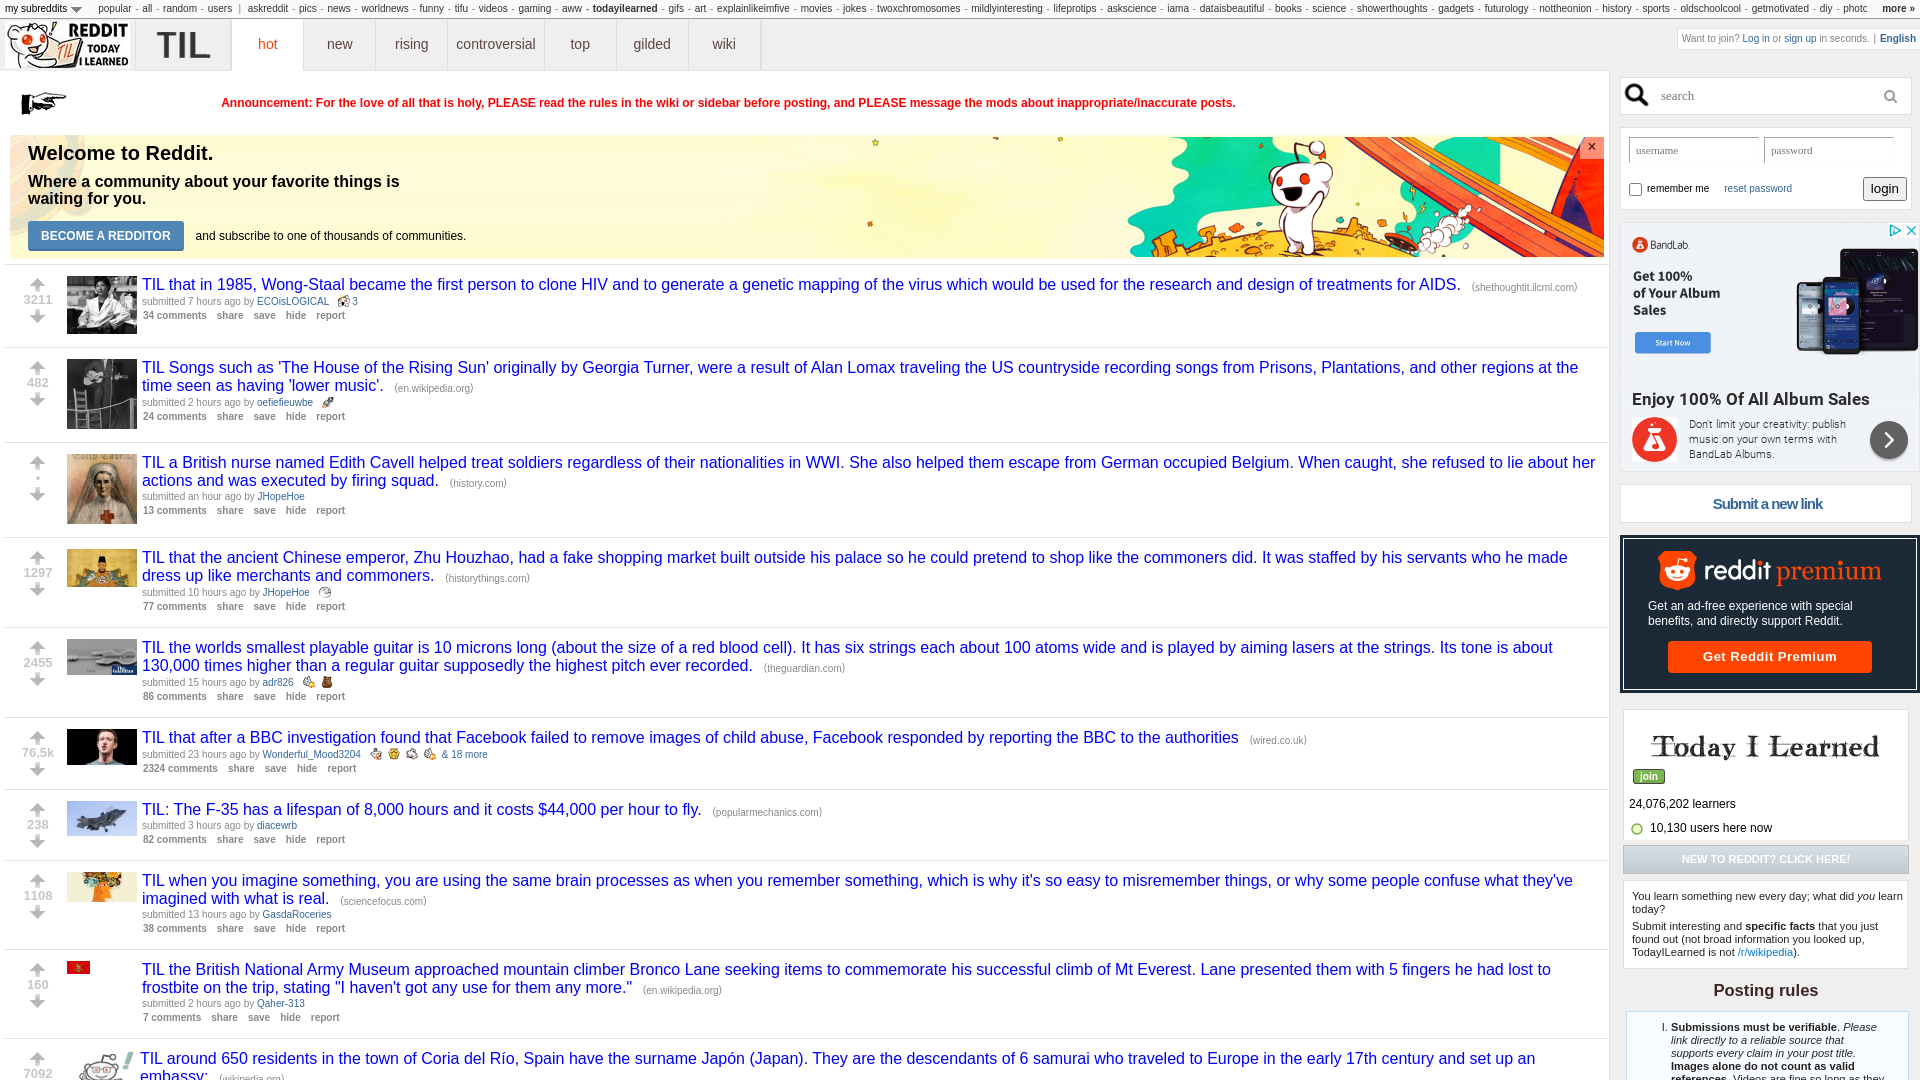 my subreddits popular - all - random - users | askreddit - pics - news - worldnews - funny - tifu - videos - gaming - aww - todayilearned - gifs - art - explainlikeimfive - movies - jokes - twoxchromosomes - mildlyinteresting - lifeprotips - askscience - iama - dataisbeautiful - books - science - showerthoughts - gadgets - futurology - nottheonion - history - sports - oldschoolcool - getmotivated - diy - photo more »
REDDIT
TODAY
I LEARNED
TIL
TIL hot new rising controversial top gilded wiki
Want to join? Log in or sign up in seconds. | English
Announcement: For the love of all that is holy, PLEASE read the rules in the wiki or sidebar before posting, and PLEASE message the mods about inappropriate/inaccurate posts.
Welcome to Reddit.
Where a community about your favorite things is
waiting for you.
BECOME A REDDITOR and subscribe to one of thousands of communities.
×
3211
TIL that in 1985, Wong-Staal became the first person to clone HIV and to generate a genetic mapping of the virus which would be used for the research and design of treatments for AIDS. (shethoughtit.ilcml.com)
submitted 7 hours ago by ECOisLOGICAL 3
34 comments share save hide report
482
TIL Songs such as 'The House of the Rising Sun' originally by Georgia Turner, were a result of Alan Lomax traveling the US countryside recording songs from Prisons, Plantations, and other regions at the
time seen as having 'lower music'. (en.wikipedia.org)
submitted 2 hours ago by oefiefieuwbe
24 comments share save hide report
•
TIL a British nurse named Edith Cavell helped treat soldiers regardless of their nationalities in WWI. She also helped them escape from German occupied Belgium. When caught, she refused to lie about her
actions and was executed by firing squad. (history.com)
submitted an hour ago by JHopeHoe
13 comments share save hide report
1297
TIL that the ancient Chinese emperor, Zhu Houzhao, had a fake shopping market built outside his palace so he could pretend to shop like the commoners did. It was staffed by his servants who he made
dress up like merchants and commoners. (historythings.com)
submitted 10 hours ago by JHopeHoe
77 comments share save hide report
2455
TIL the worlds smallest playable guitar is 10 microns long (about the size of a red blood cell). It has six strings each about 100 atoms wide and is played by aiming lasers at the strings. Its tone is about
130,000 times higher than a regular guitar supposedly the highest pitch ever recorded. (theguardian.com)
submitted 15 hours ago by adr826
86 comments share save hide report
76.5k
TIL that after a BBC investigation found that Facebook failed to remove images of child abuse, Facebook responded by reporting the BBC to the authorities (wired.co.uk)
submitted 23 hours ago by Wonderful_Mood3204 & 18 more
2324 comments share save hide report
238
TIL: The F-35 has a lifespan of 8,000 hours and it costs $44,000 per hour to fly. (popularmechanics.com)
submitted 3 hours ago by diacewrb
82 comments share save hide report
1108
TIL when you imagine something, you are using the same brain processes as when you remember something, which is why it's so easy to misremember things, or why some people confuse what they've
imagined with what is real. (sciencefocus.com)
submitted 13 hours ago by GasdaRoceries
38 comments share save hide report
160
TIL the British National Army Museum approached mountain climber Bronco Lane seeking items to commemorate his successful climb of Mt Everest. Lane presented them with 5 fingers he had lost to
frostbite on the trip, stating "I haven't got any use for them any more." (en.wikipedia.org)
submitted 2 hours ago by Qaher-313
7 comments share save hide report
7092
TIL around 650 residents in the town of Coria del Río, Spain have the surname Japón (Japan). They are the descendants of 6 samurai who traveled to Europe in the early 17th century and set up an
embassy; (wikipedia.org)
search
username password
remember me reset password login
BandLab
Get 100%
of Your Album
Sales
Start Now
Enjoy 100% Of All Album Sales
Don't limit your creativity: publish
music on your own terms with
BandLab Albums.
Submit a new link
reddit premium
Get an ad-free experience with special
benefits, and directly support Reddit.
Get Reddit Premium
Today I Learned
join
24,076,202 learners
10,130 users here now
NEW TO REDDIT? CLICK HERE!
You learn something new every day; what did you learn
today?
Submit interesting and specific facts that you just
found out (not broad information you looked up,
TodayILearned is not /r/wikipedia).
Posting rules
I. Submissions must be verifiable. Please
link directly to a reliable source that
supports every claim in your post title.
Images alone do not count as valid
references. Videos are fine so long as they